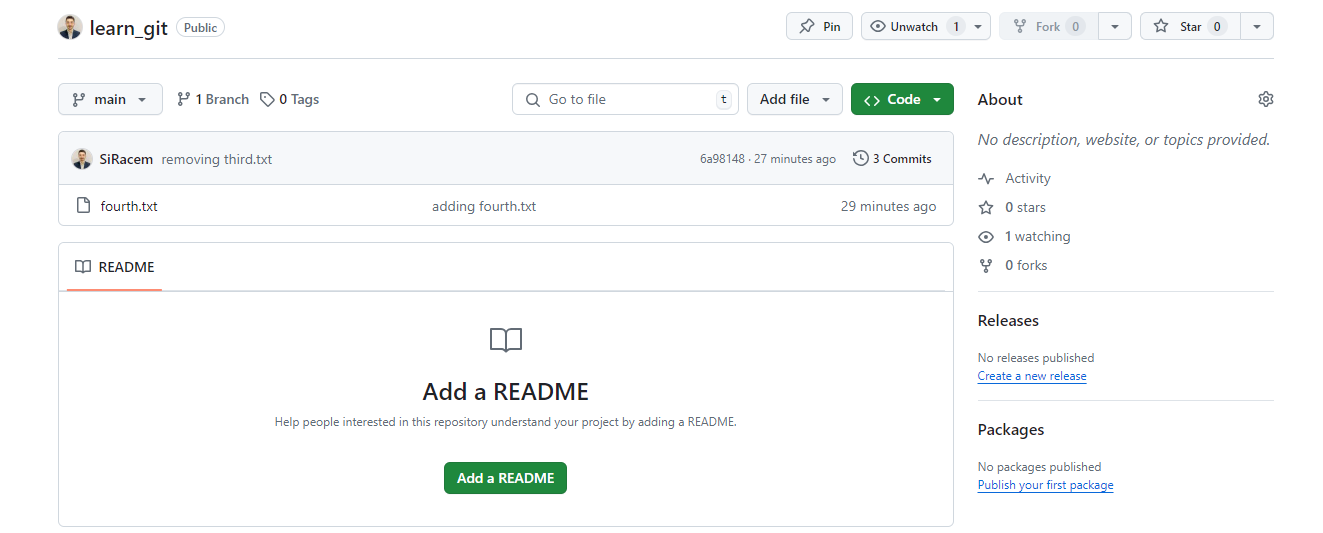 learn_git Public Pin Unwatch 1 Fork 0 Star 0
main 1 Branch 0 Tags Go to file t Add file Code
SiRacem removing third.txt 6a98148 · 27 minutes ago 3 Commits
fourth.txt adding fourth.txt 29 minutes ago
README
Add a README
Help people interested in this repository understand your project by adding a README.
Add a README
About
No description, website, or topics provided.
Activity
0 stars
1 watching
0 forks
Releases
No releases published
Create a new release
Packages
No packages published
Publish your first package